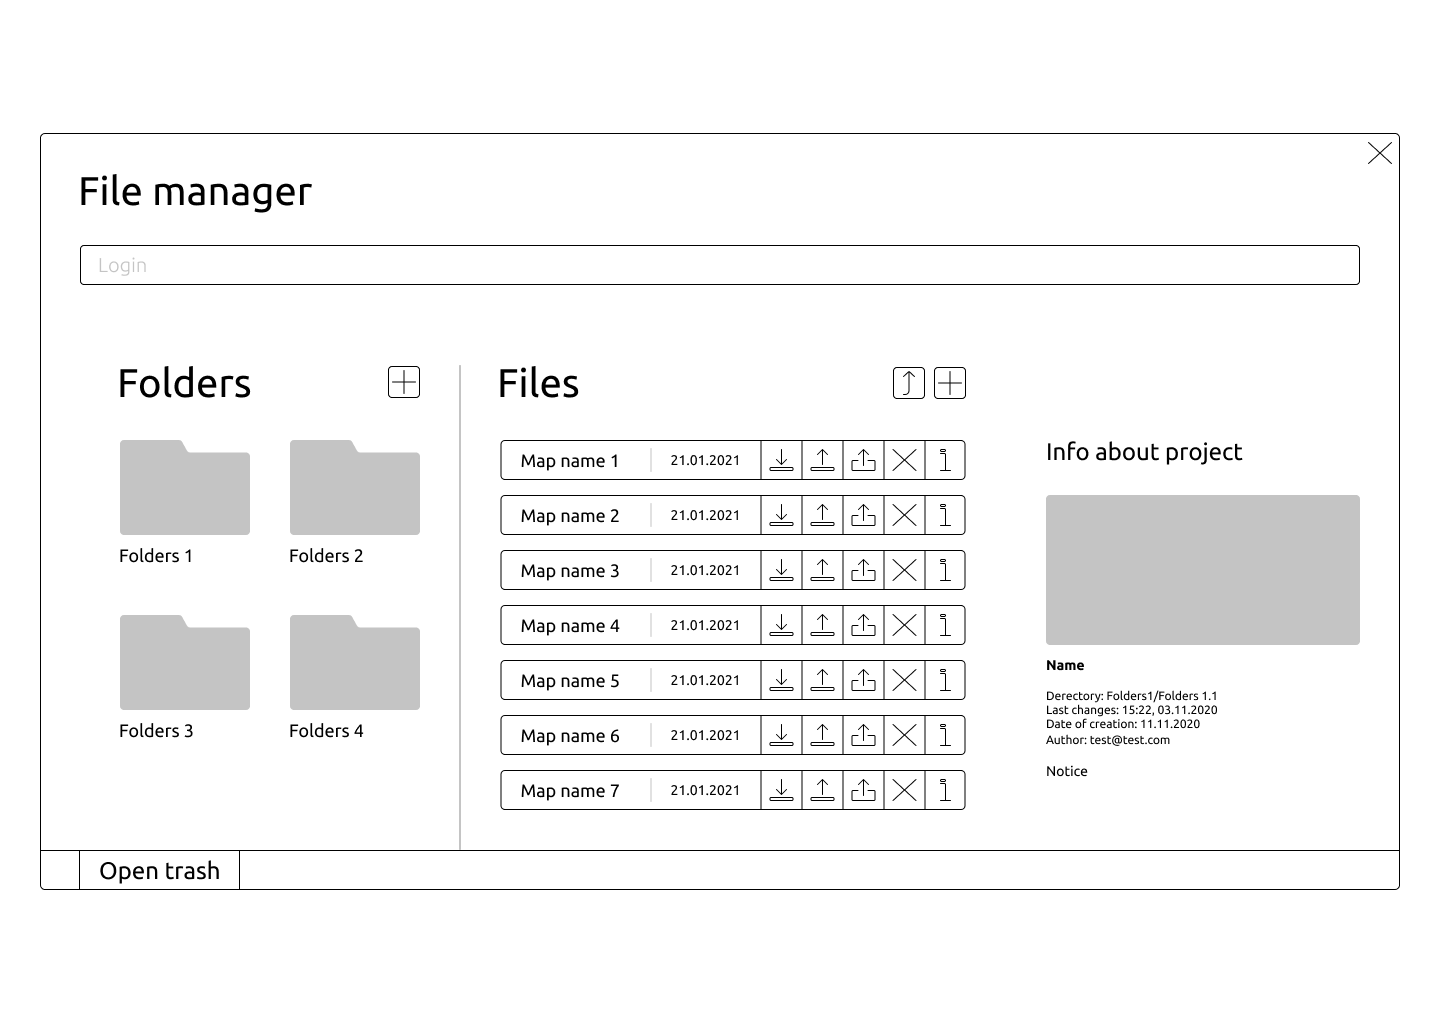 File manager
Login
Folders
Folders 1
Folders 2
Folders 3
Folders 4
Files
Map name 1 21.01.2021
Map name 2 21.01.2021
Map name 3 21.01.2021
Map name 4 21.01.2021
Map name 5 21.01.2021
Map name 6 21.01.2021
Map name 7 21.01.2021
Info about project
Name
Derectory: Folders1/Folders 1.1
Last changes: 15:22, 03.11.2020
Date of creation: 11.11.2020
Author: test@test.com
Notice
Open trash